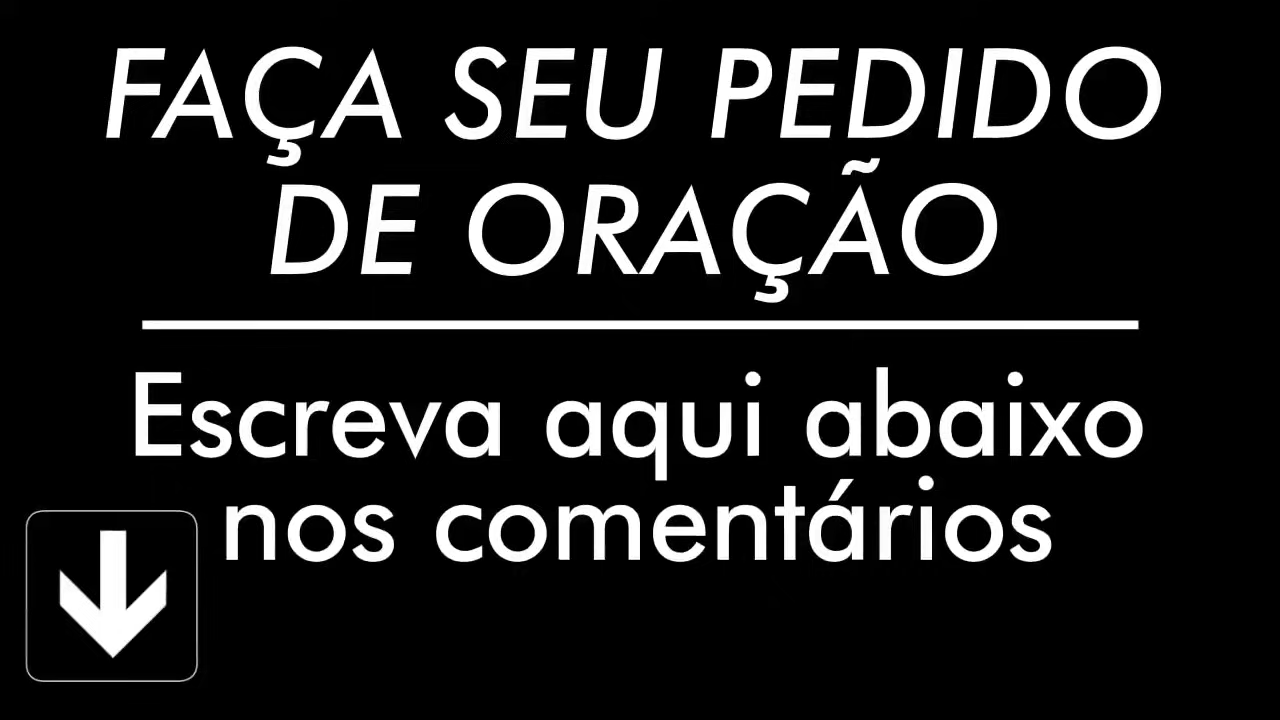 FAÇA SEU PEDIDO
DE ORAÇÃO
Escreva aqui abaixo
nos comentários